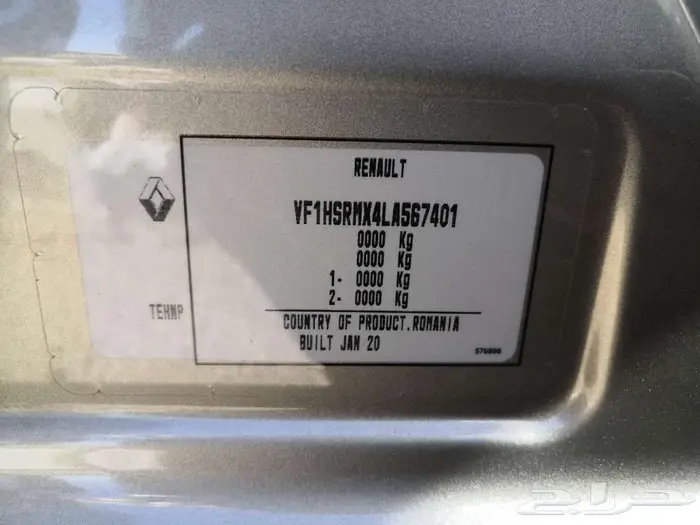 RENAULT
VF1HSRMX4LA567401
0000 Kg
0000 Kg
1- 0000 Kg
2- 0000 Kg
TEHNP
COUNTRY OF PRODUCT.ROMANIA
BUILT JAN 20
576806
حراج